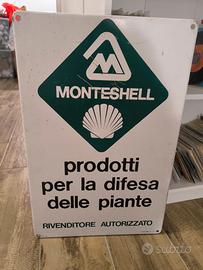 MONTESHELL
prodotti
per la difesa
delle piante
RIVENDITORE AUTORIZZATO
subito